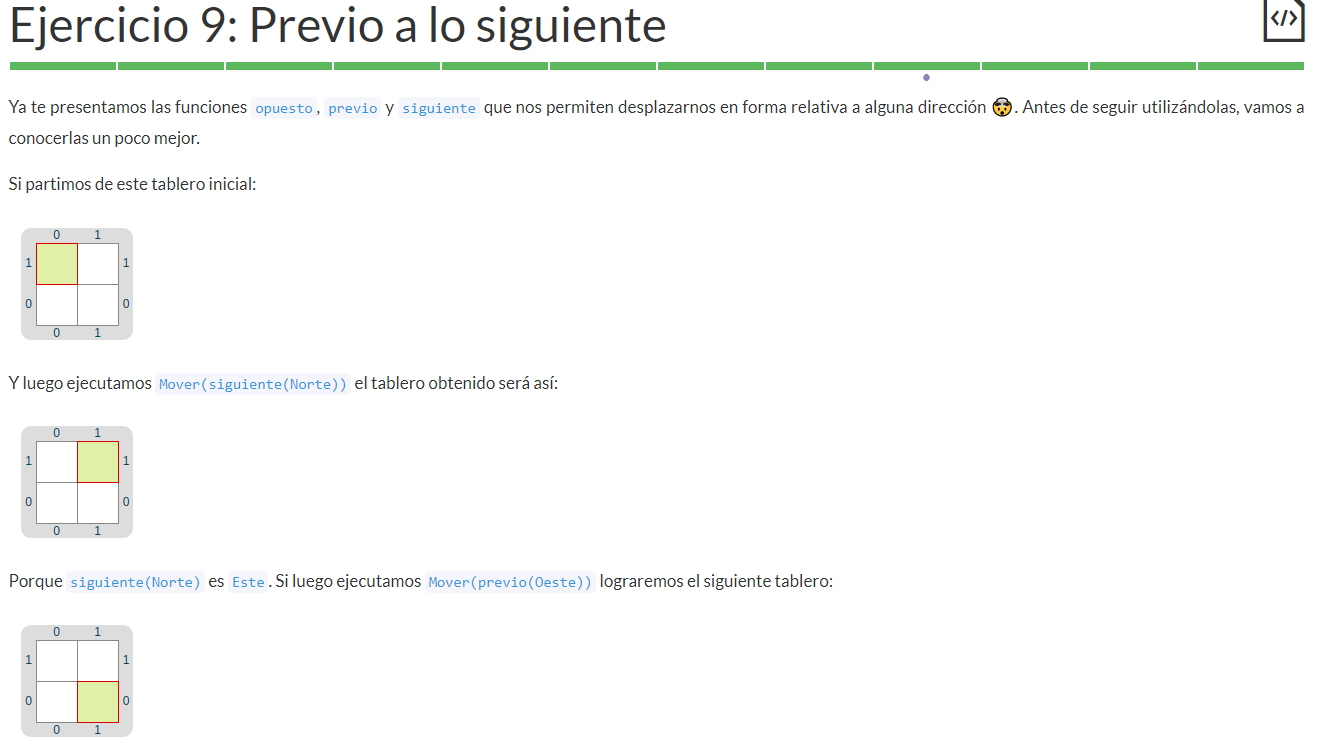 Ejercicio 9: Previo a lo siguiente
</>
Ya te presentamos las funciones opuesto, previo y siguiente que nos permiten desplazarnos en forma relativa a alguna dirección 🤯. Antes de seguir utilizándolas, vamos a
conocerlas un poco mejor.
Si partimos de este tablero inicial:
0 1
1 1
0 0
0 1
Y luego ejecutamos Mover(siguiente(Norte)) el tablero obtenido será así:
0 1
1 1
0 0
0 1
Porque siguiente(Norte) es Este. Si luego ejecutamos Mover(previo(Oeste)) lograremos el siguiente tablero:
0 1
1 1
0 0
0 1